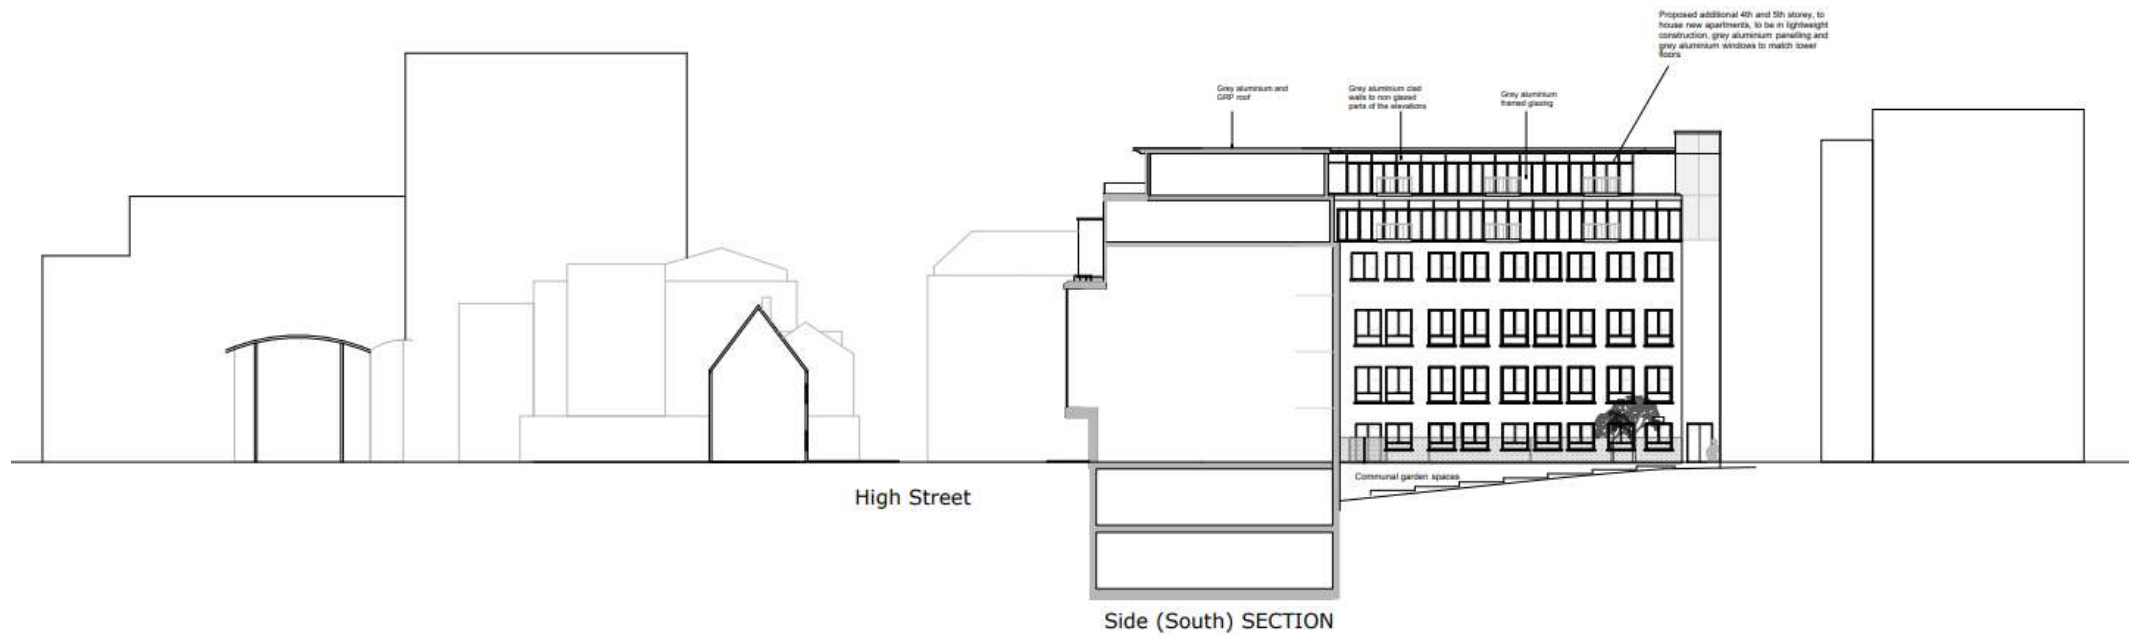 Proposed additional 4th and 5th storey, to
house new apartments, to be in lightweight
construction, grey aluminium panelling and
grey aluminium windows to match lower
floors
Grey aluminium and
GRP roof
Grey aluminium clad
walls to non glazed
parts of the elevations
Grey aluminium
framed glazing
Communal garden spaces
High Street
Side (South) SECTION